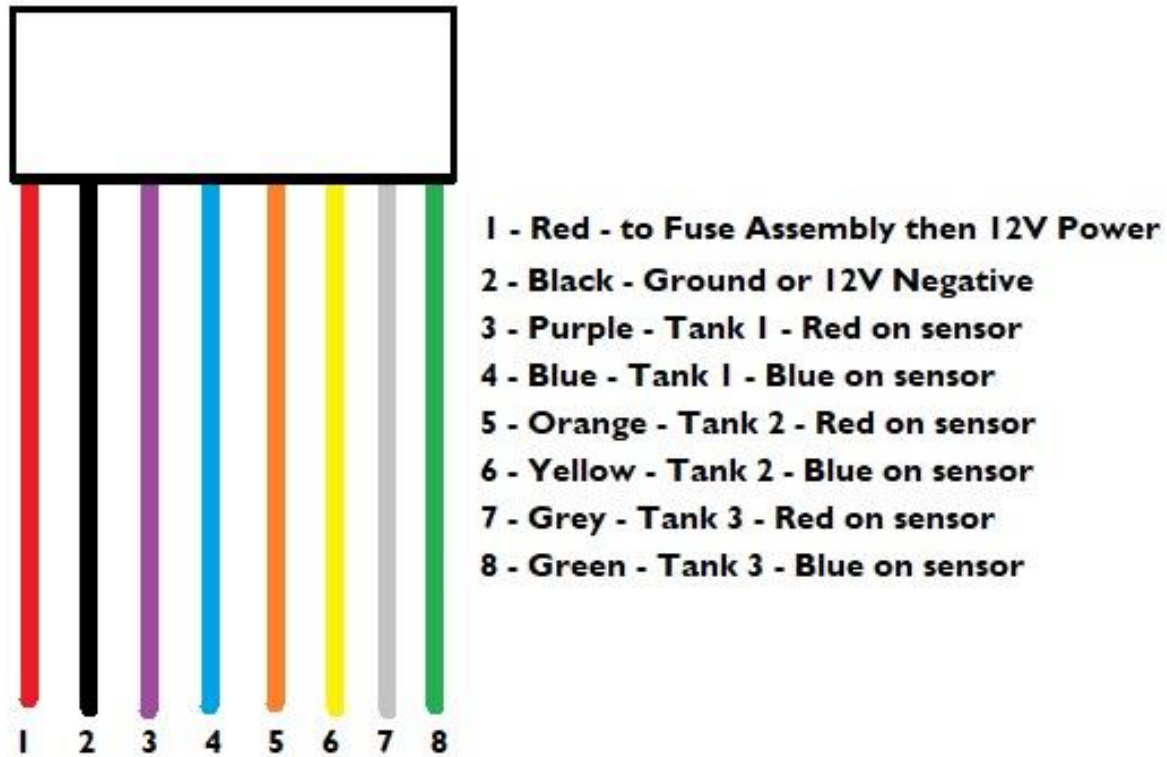 1 - Red - to Fuse Assembly then 12V Power
2 - Black - Ground or 12V Negative
3 - Purple - Tank 1 - Red on sensor
4 - Blue - Tank 1 - Blue on sensor
5 - Orange - Tank 2 - Red on sensor
6 - Yellow - Tank 2 - Blue on sensor
7 - Grey - Tank 3 - Red on sensor
8 - Green - Tank 3 - Blue on sensor
1 2 3 4 5 6 7 8